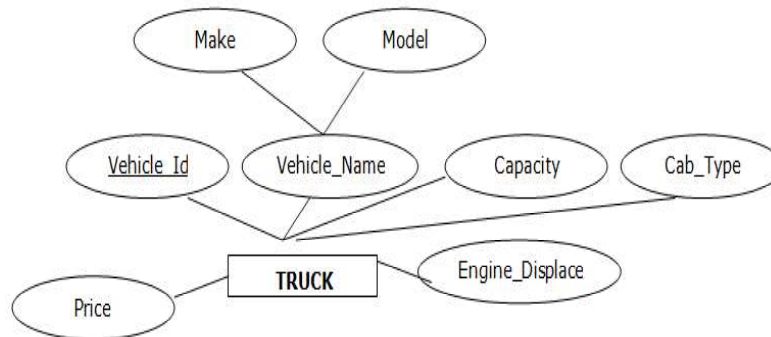 Make
Model
Vehicle_Id
Vehicle_Name
Capacity
Cab_Type
TRUCK
Engine_Displace
Price